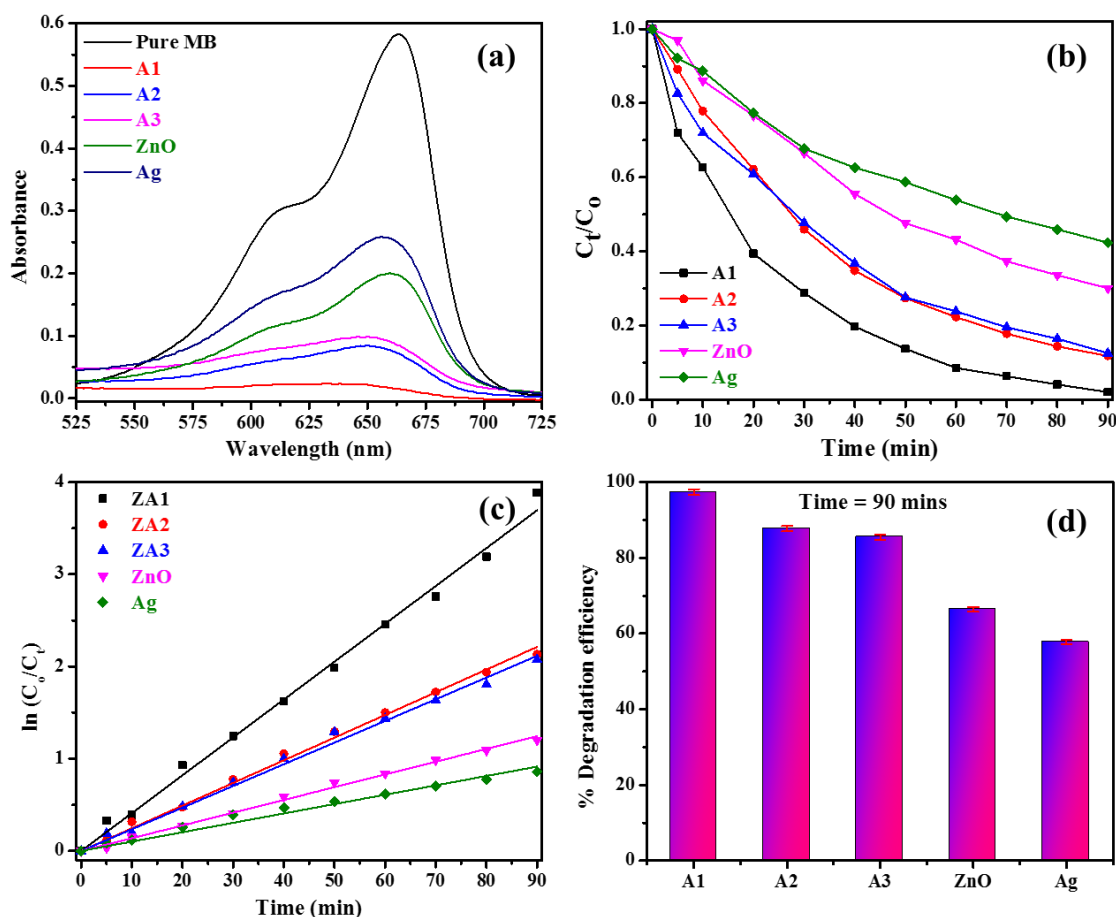 (a)
Pure MB
A1
A2
A3
ZnO
Ag
0.6
0.5
0.4
0.3
0.2
0.1
0.0
Absorbance
525 550 575 600 625 650 675 700 725
Wavelength (nm)
(b)
1.0
0.8
0.6
0.4
0.2
0.0
Ct/Co
A1
A2
A3
ZnO
Ag
0 10 20 30 40 50 60 70 80 90
Time (min)
(c)
ZA1
ZA2
ZA3
ZnO
Ag
4
3
2
1
0
ln (Co/Ct)
0 10 20 30 40 50 60 70 80 90
Time (min)
Time = 90 mins
(d)
100
80
60
40
20
0
% Degradation efficiency
A1 A2 A3 ZnO Ag